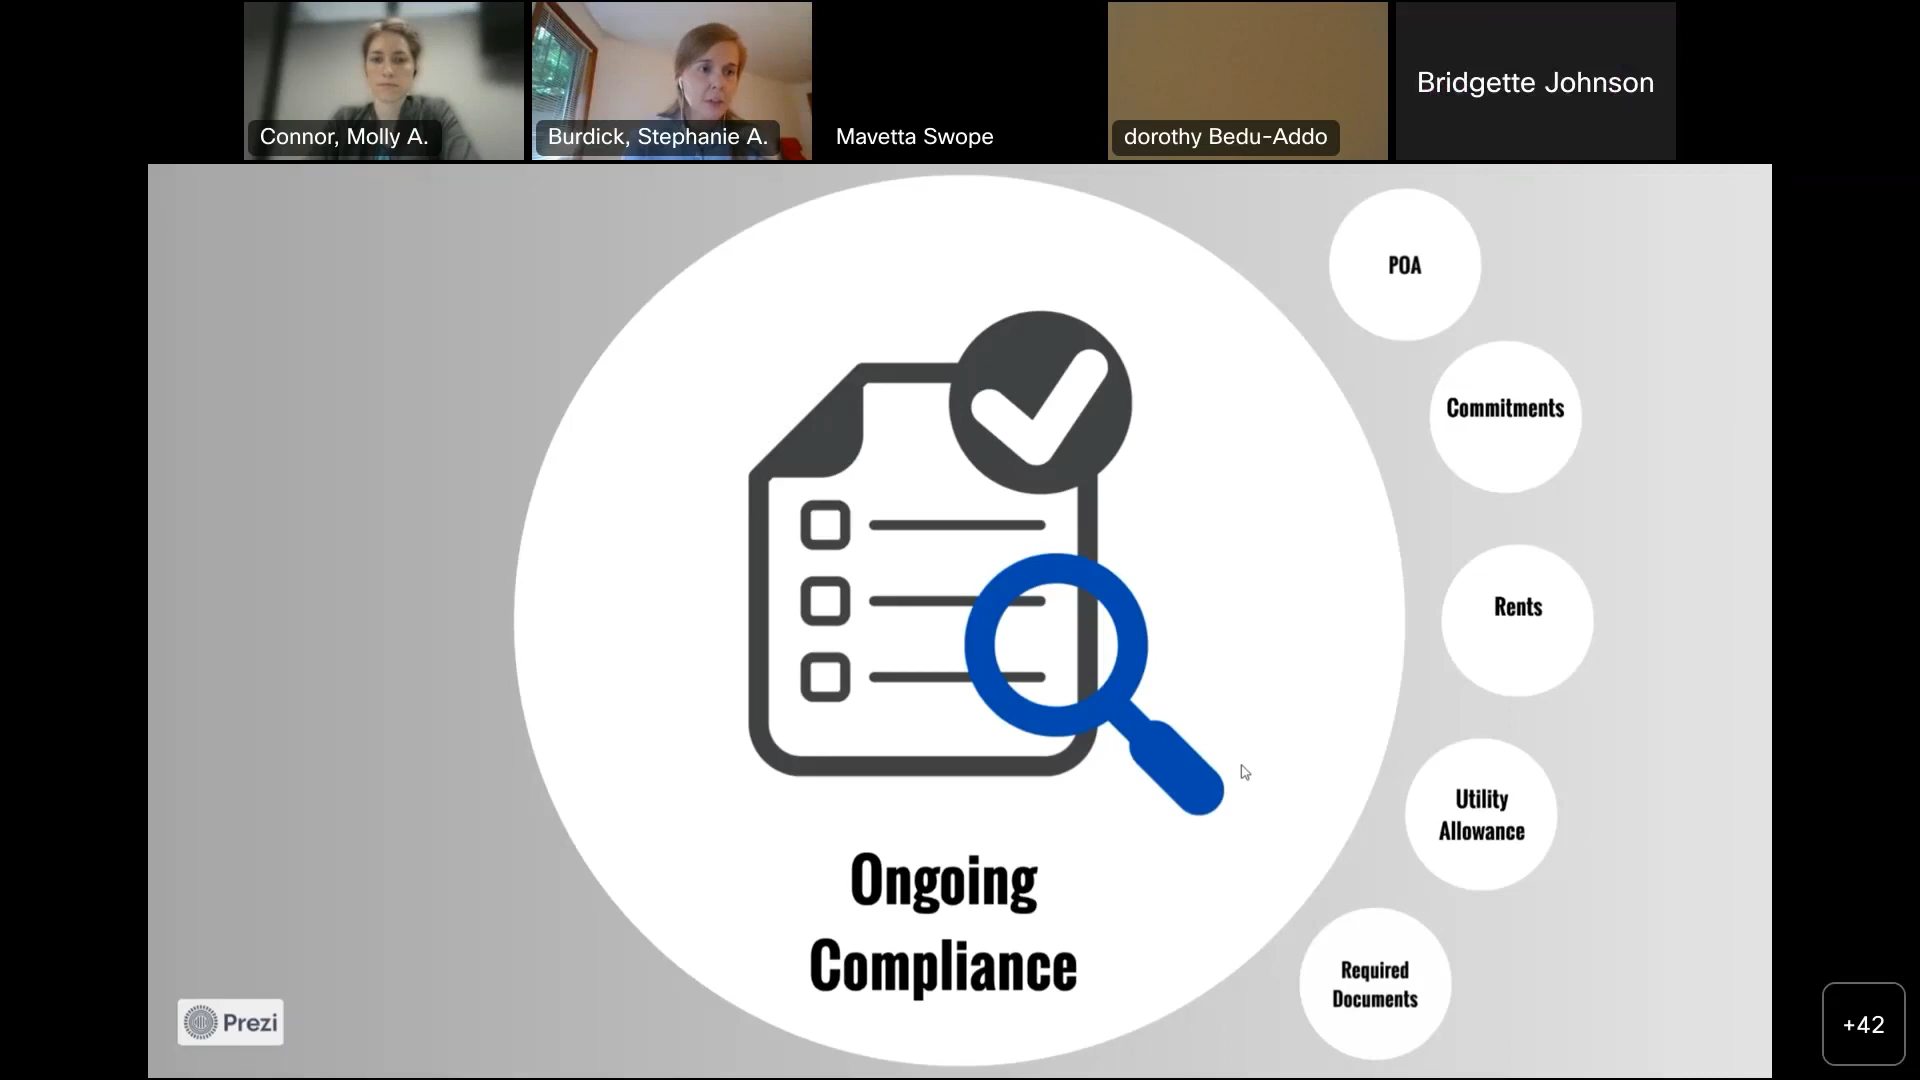 Connor, Molly A.
Burdick, Stephanie A.
Mavetta Swope
dorothy Bedu-Addo
Bridgette Johnson
POA
Commitments
Rents
Utility
Allowance
Required
Documents
Ongoing
Compliance
Prezi
+42